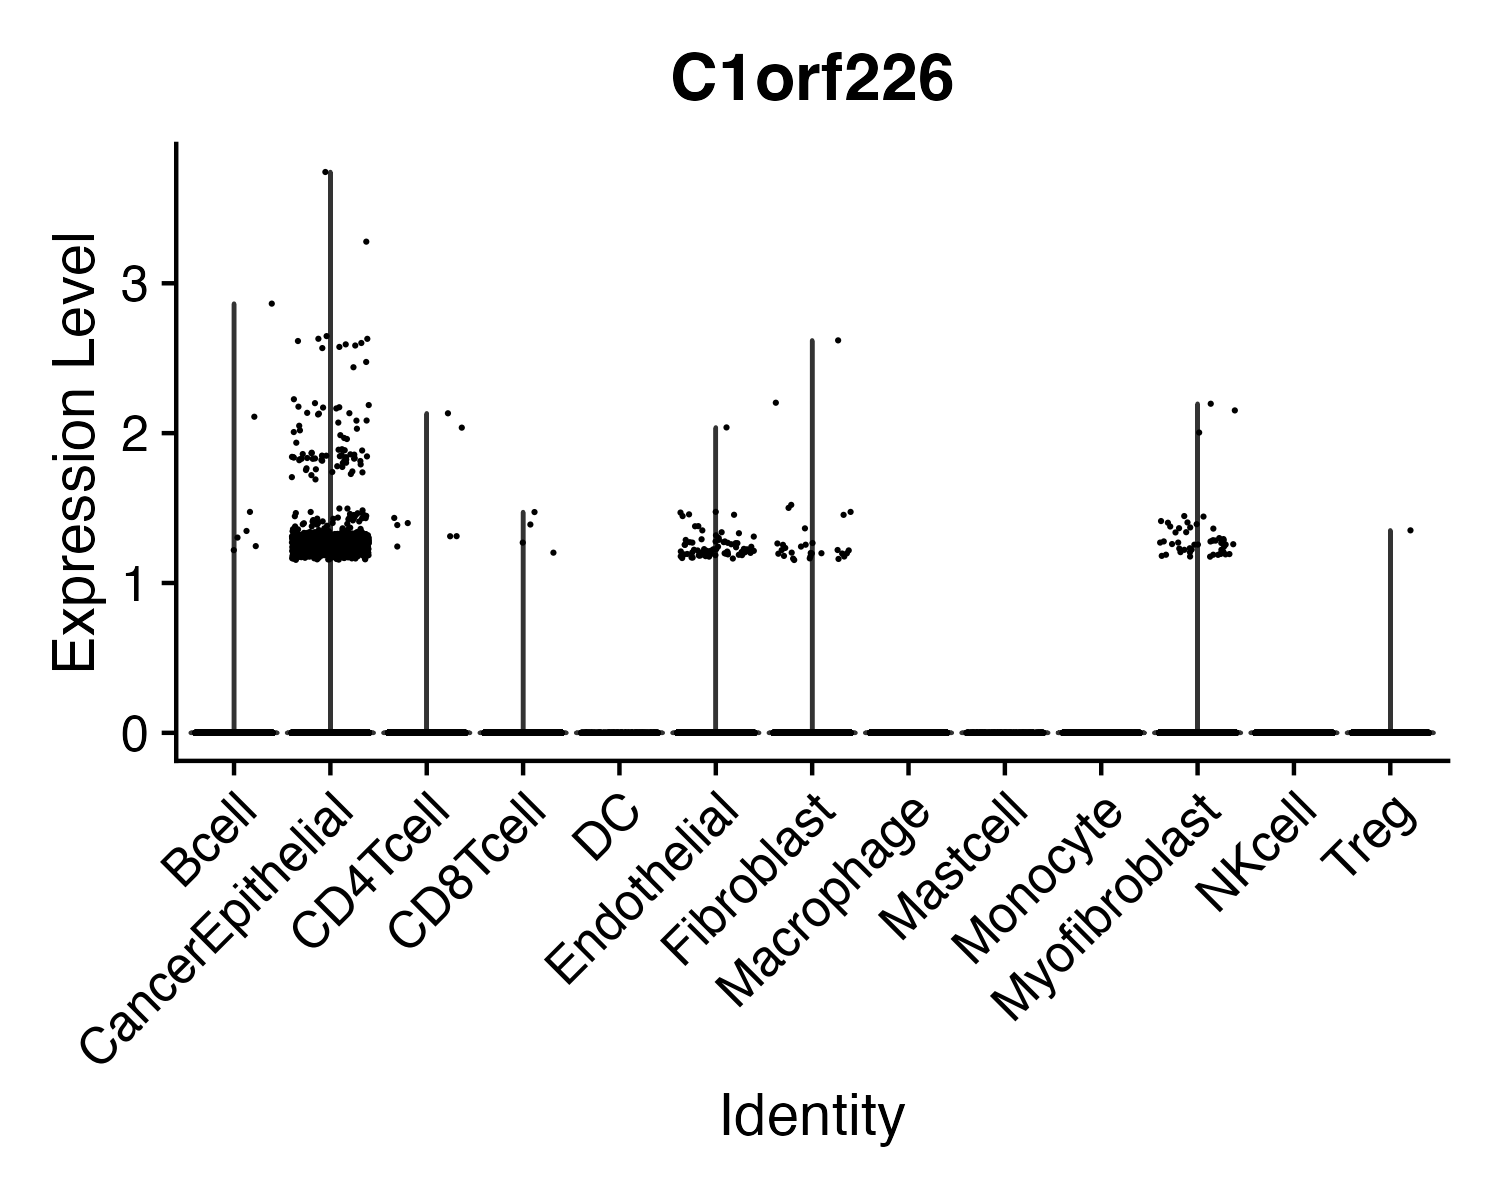 C1orf226
Expression Level
3
2
1
0
Bcell
CancerEpithelial
CD4Tcell
CD8Tcell
DC
Endothelial
Fibroblast
Macrophage
Mastcell
Monocyte
Myofibroblast
NKcell
Treg
Identity